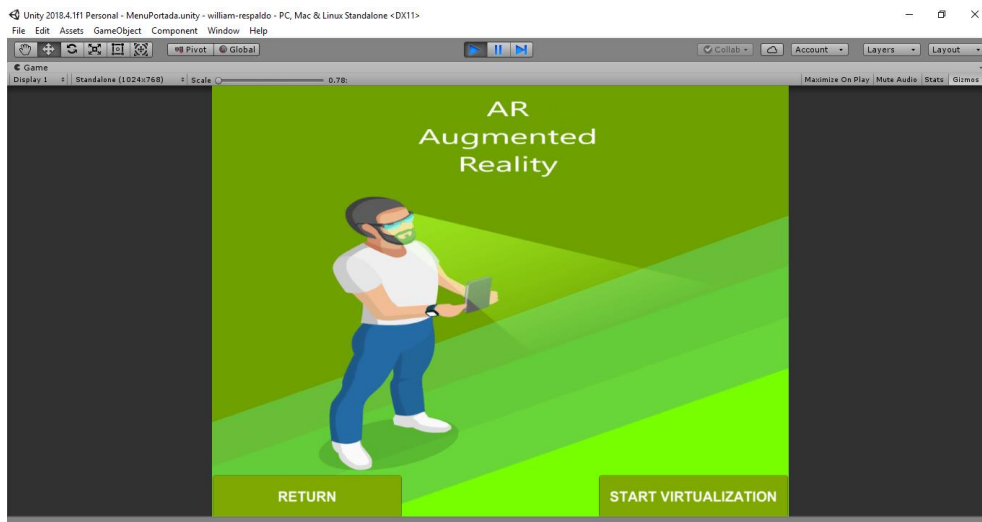 Unity 2018.4.1f1 Personal - MenuPortada.unity - william-respaldo - PC, Mac & Linux Standalone <DX11>
File Edit Assets GameObject Component Window Help
Pivot Global Collab Account Layers Layout
Game
Display 1 Standalone (1024x768) Scale 0.78: Maximize On Play Mute Audio Stats Gizmos
AR
Augmented
Reality
RETURN START VIRTUALIZATION